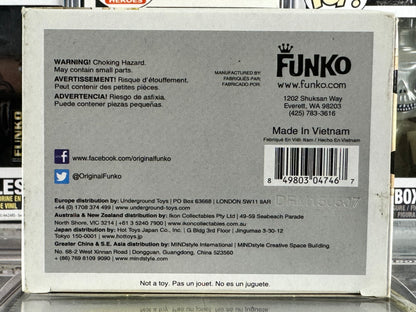 HEROES
WARNING! Choking Hazard.
May contain small parts.
AVERTISSEMENT! Risque d'étouffement.
Peut contenir des petites pièces.
ADVERTENCIA! Riesgo de asfixia.
Puede contener piezas pequeñas.
MANUFACTURED BY:
FABRIQUÉS PAR:
FABRICADO POR:
FUNKO
www.funko.com
1202 Shuksan Way
Everett, WA 98203
(425) 783-3616
Made In Vietnam
Fabriqué En Viêt-Nam / Hecho En Vietnam
8 49803 04746 7
www.facebook.com/originalfunko
@OriginalFunko
Europe distribution by: Underground Toys | PO Box 63668 | LONDON SW11 9AR
+44 (0) 1708 374 499 | www.underground-toys.com
Australia & New Zealand distribution by: Ikon Collectables Pty Ltd | 49-59 Seabeach Parade
North Shore, VIC 3214 | +61 3 5240 7900 | www.ikoncollectables.com.au
Japan distribution by: Hot Toys Japan Co., Inc. | G.Bldg 3rd Floor | Jingumae 3-30-12
Tokyo 150-0001 | www.hottoys.jp
Greater China & S.E. Asia distribution by: MINDstyle International | MINDstyle Creative Space Building
No. 68-2 West Xinnan Road | Dongguan, Guangdong, China, 523560
+ (86) 769 8109 9090 | www.mind-style.com
Not a toy. Pas un jouet. No es un juguete.
FUNKO